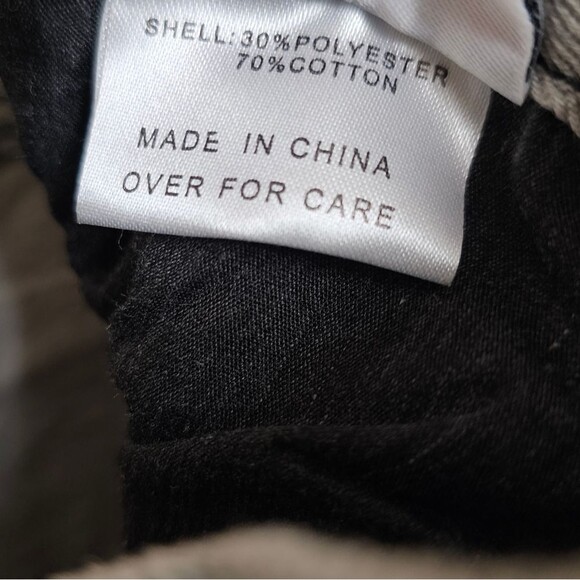 SHELL:30%POLYESTER
70%COTTON
MADE IN CHINA
OVER FOR CARE